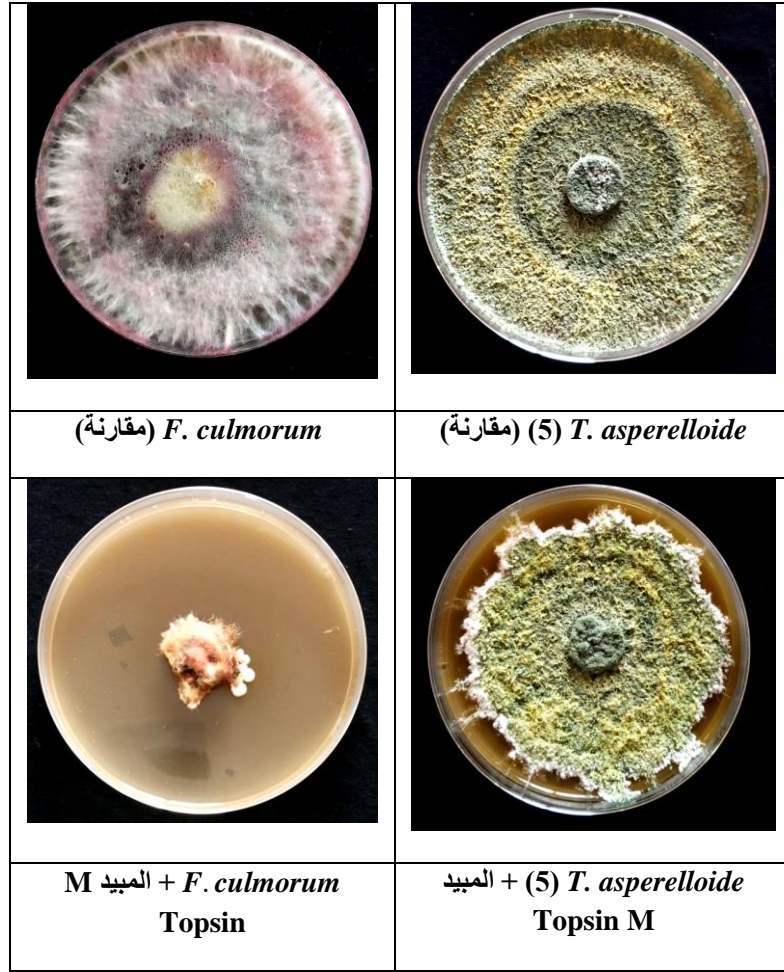 T. asperelloide (5) (مقارنة)
F. culmorum (مقارنة)
T. asperelloide (5) + المبيد
Topsin M
F. culmorum + المبيد M
Topsin